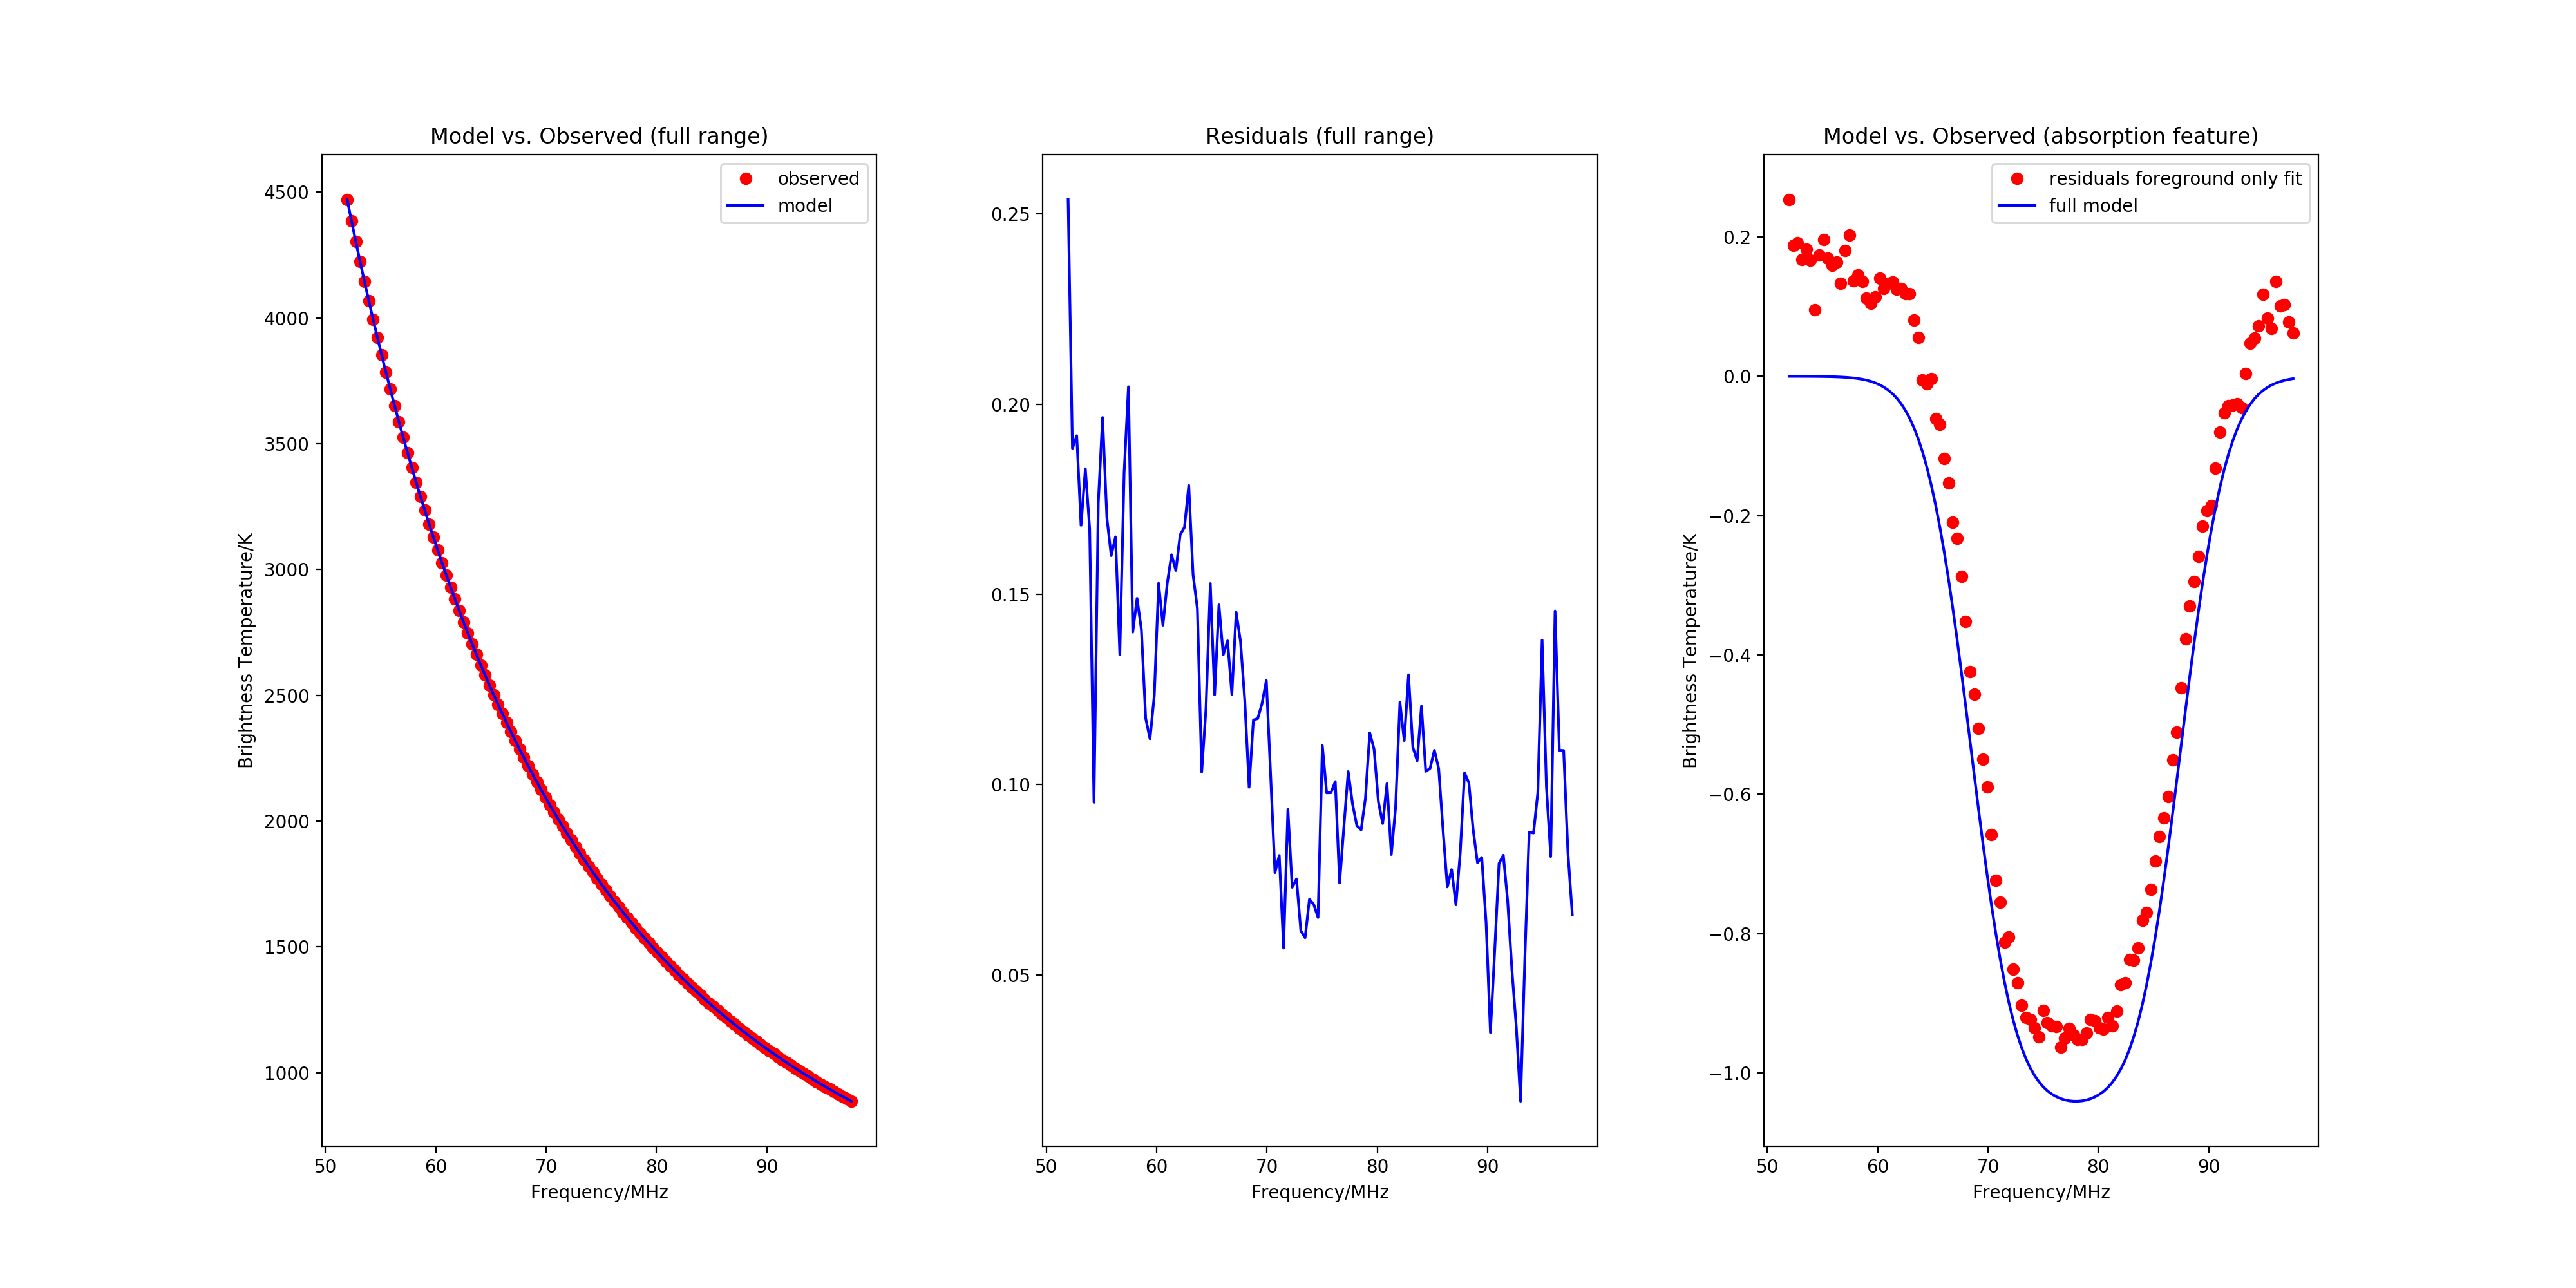 Model vs. Observed (full range)
observed
model
4500
4000
3500
3000
2500
2000
1500
1000
Brightness Temperature/K
50 60 70 80 90
Frequency/MHz
Residuals (full range)
0.25
0.20
0.15
0.10
0.05
50 60 70 80 90
Frequency/MHz
Model vs. Observed (absorption feature)
residuals foreground only fit
full model
0.2
0.0
−0.2
−0.4
−0.6
−0.8
−1.0
Brightness Temperature/K
50 60 70 80 90
Frequency/MHz